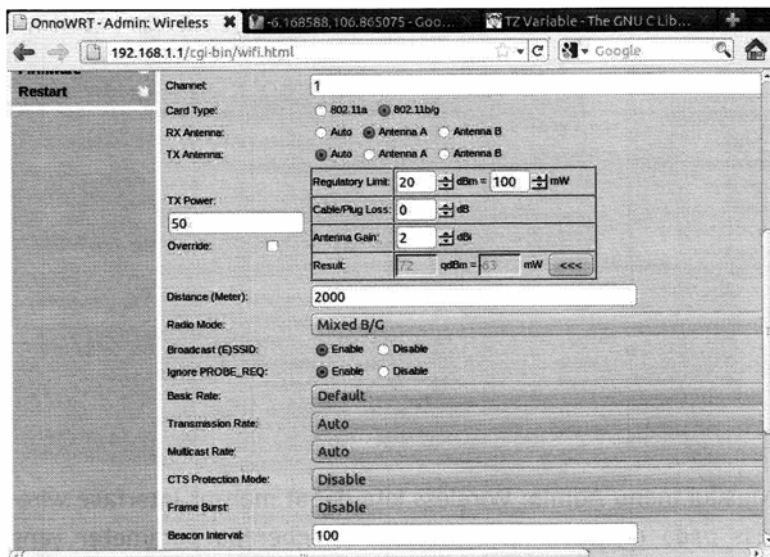 OnnoWRT - Admin: Wireless
-6.168588,106.865075 - Goo...
TZ Variable - The GNU C Lib...
192.168.1.1/cgi-bin/wifi.html
Google
Firmware
Restart
Channel: 1
Card Type: 802.11a 802.11b/g
RX Antenna: Auto Antenna A Antenna B
TX Antenna: Auto Antenna A Antenna B
TX Power:
50
Override:
Regulatory Limit: 20 dBm = 100 mW
Cable/Plug Loss: 0 dB
Antenna Gain: 2 dBi
Result: 72 qdBm = 63 mW <<<
Distance (Meter): 2000
Radio Mode: Mixed B/G
Broadcast (E)SSID: Enable Disable
Ignore PROBE_REQ: Enable Disable
Basic Rate: Default
Transmission Rate: Auto
Multicast Rate: Auto
CTS Protection Mode: Disable
Frame Burst: Disable
Beacon Interval: 100